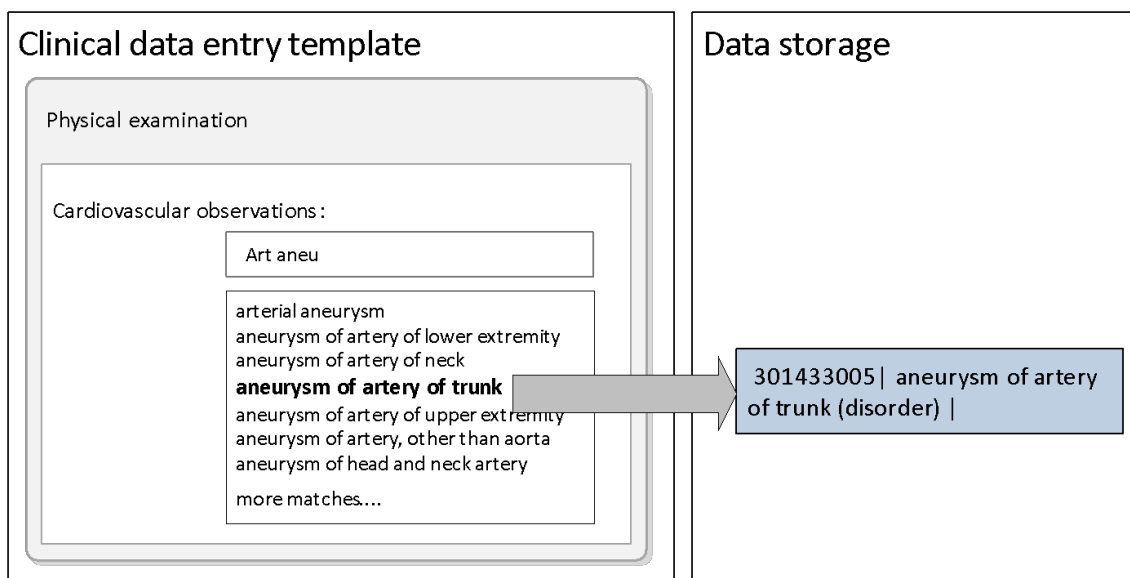 Clinical data entry template
Physical examination
Cardiovascular observations:
Art aneu
arterial aneurysm
aneurysm of artery of lower extremity
aneurysm of artery of neck
aneurysm of artery of trunk
aneurysm of artery of upper extremity
aneurysm of artery, other than aorta
aneurysm of head and neck artery
more matches....
Data storage
301433005| aneurysm of artery
of trunk (disorder) |